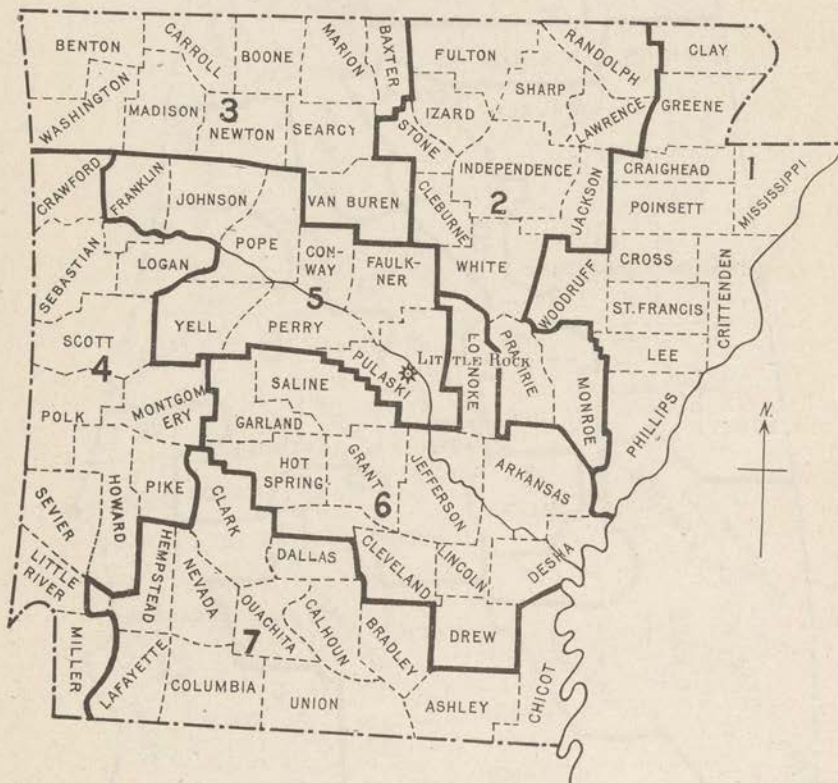 BENTON
CARROLL
BOONE
MARION
BAXTER
FULTON
RANDOLPH
CLAY
WASHINGTON
MADISON
3
NEWTON
SEARCY
STONE
IZARD
SHARP
LAWRENCE
GREENE
CRAWFORD
FRANKLIN
JOHNSON
VAN BUREN
CLEBURNE
INDEPENDENCE
2
JACKSON
CRAIGHEAD
1
MISSISSIPPI
POINSETT
SEBASTIAN
LOGAN
POPE
CON-
WAY
FAULK-
NER
WHITE
WOODRUFF
CROSS
CRITTENDEN
ST. FRANCIS
5
SCOTT
YELL
PERRY
PULASKI
LITTLE ROCK
LONOKE
PRAIRIE
MONROE
LEE
PHILLIPS
4
POLK
MONTGOM
ERY
SALINE
GARLAND
HOT
SPRING
GRANT
6
JEFFERSON
ARKANSAS
N.
SEVIER
HOWARD
PIKE
CLARK
DALLAS
CLEVELAND
LINCOLN
DESHA
LITTLE
RIVER
HEMPSTEAD
NEVADA
OUACHITA
CALHOUN
BRADLEY
DREW
7
MILLER
LAFAYETTE
COLUMBIA
UNION
ASHLEY
CHICOT